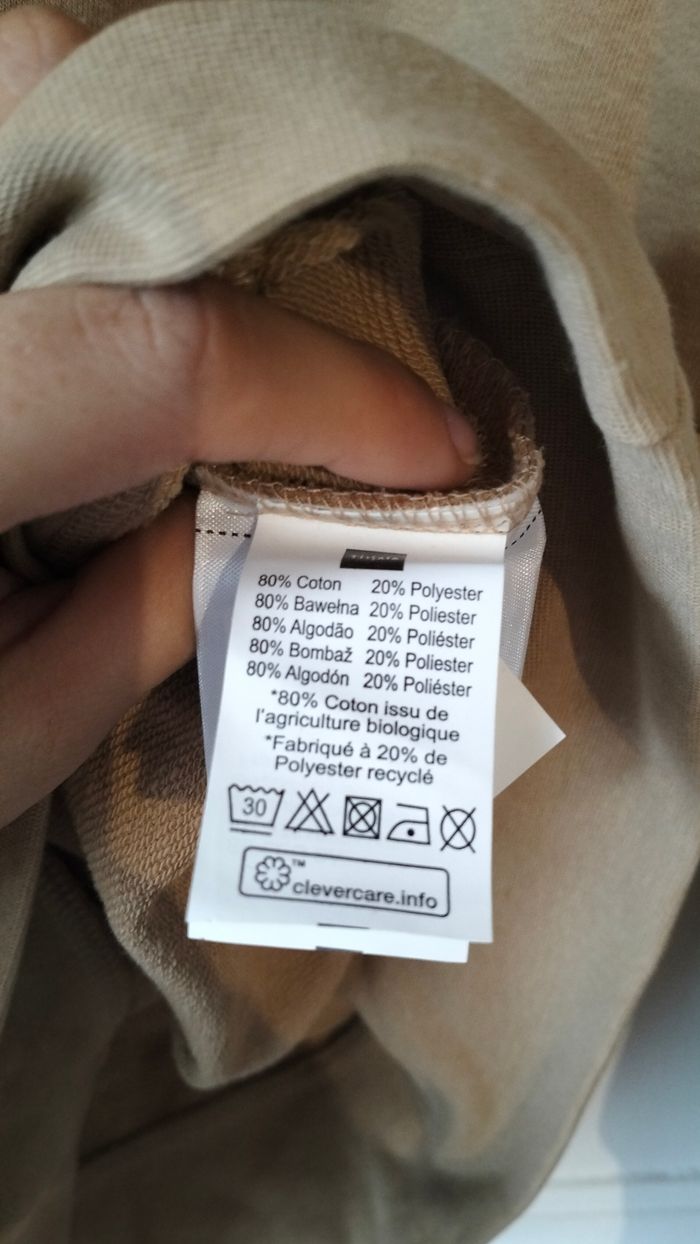 80% Coton 20% Polyester
80% Bawełna 20% Poliester
80% Algodão 20% Poliéster
80% Bombaž 20% Poliester
80% Algodón 20% Poliéster
*80% Coton issu de
l'agriculture biologique
*Fabriqué à 20% de
Polyester recyclé
30
™
clevercare.info